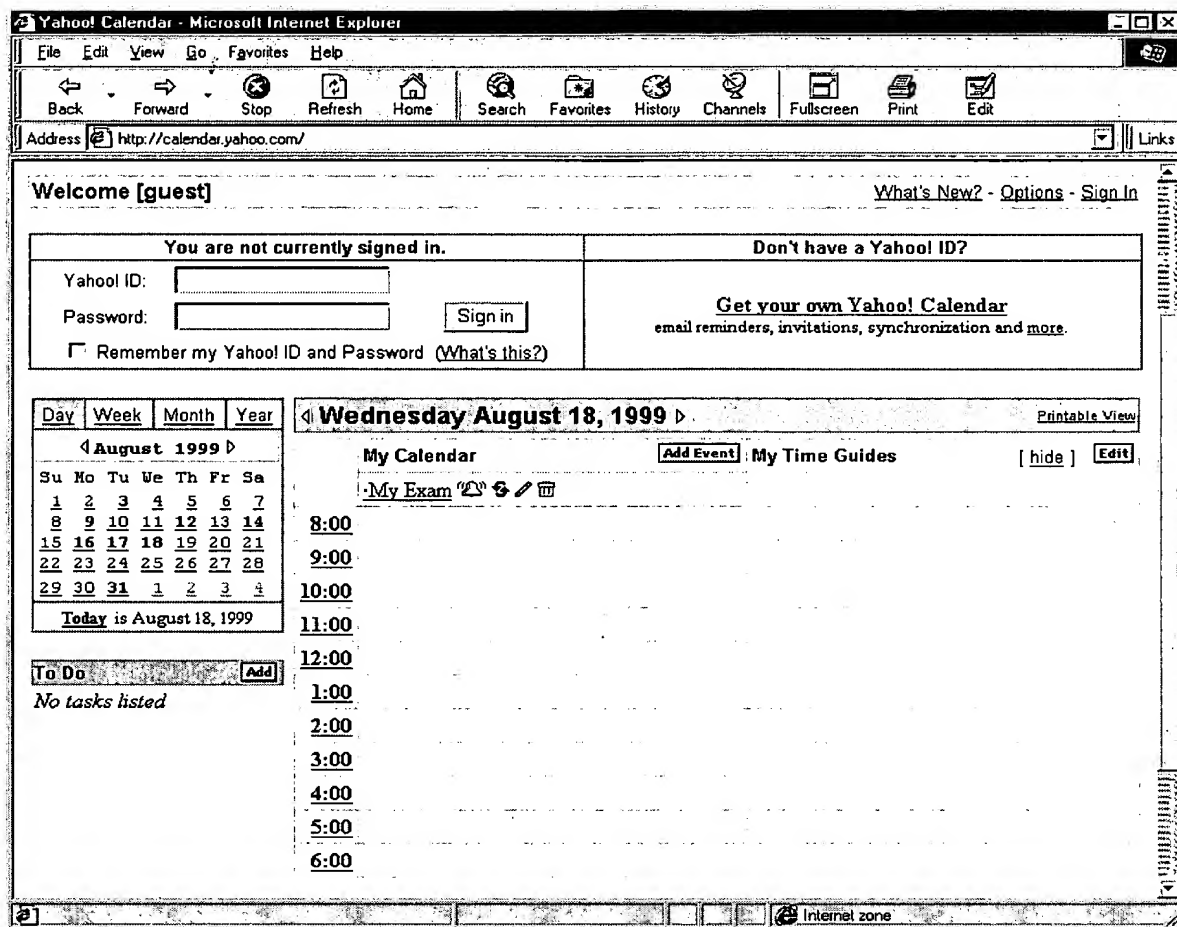 Yahoo! Calendar - Microsoft Internet Explorer
File Edit View Go Favorites Help
Back Forward Stop Refresh Home Search Favorites History Channels Fullscreen Print Edit
Address http://calendar.yahoo.com/ Links
Welcome [guest] What's New? - Options - Sign In
You are not currently signed in.
Yahoo! ID:
Password: Sign in
Remember my Yahoo! ID and Password (What's this?)
Don't have a Yahoo! ID?
Get your own Yahoo! Calendar
email reminders, invitations, synchronization and more.
Day Week Month Year
August 1999
Su Mo Tu We Th Fr Sa
1 2 3 4 5 6 7
8 9 10 11 12 13 14
15 16 17 18 19 20 21
22 23 24 25 26 27 28
29 30 31 1 2 3 4
Today is August 18, 1999
To Do Add
No tasks listed
Wednesday August 18, 1999 Printable View
My Calendar Add Event My Time Guides [ hide ] Edit
·My Exam
8:00
9:00
10:00
11:00
12:00
1:00
2:00
3:00
4:00
5:00
6:00
Internet zone